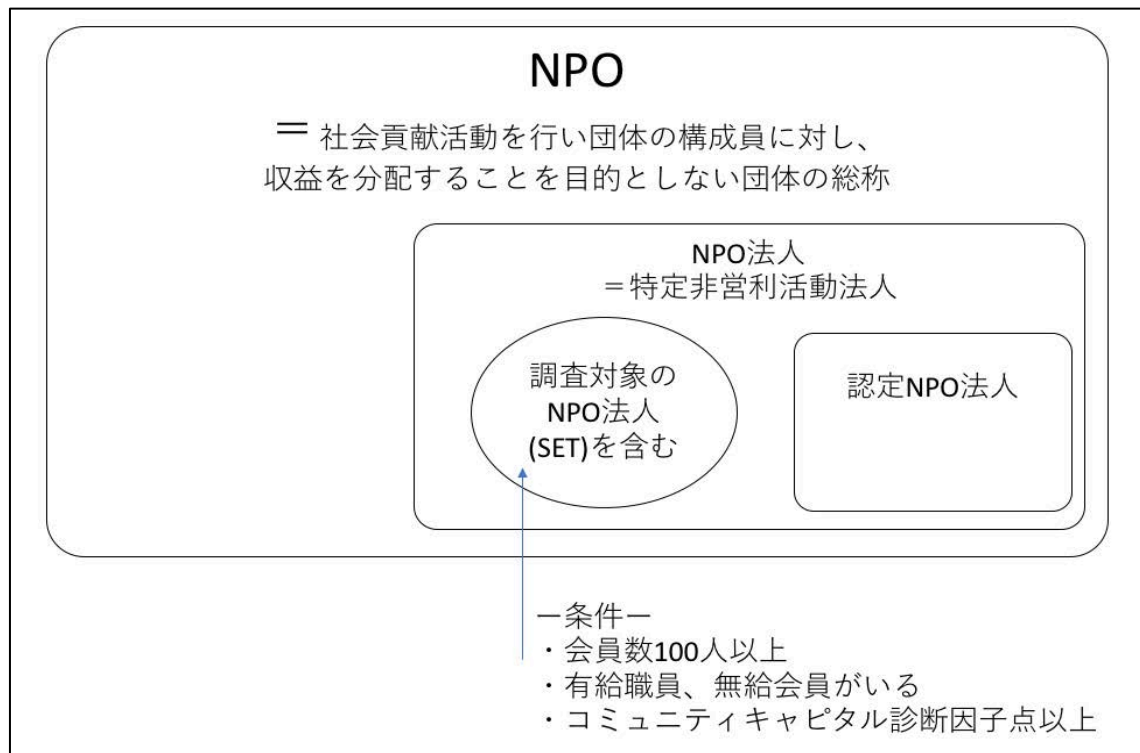 NPO
＝ 社会貢献活動を行い団体の構成員に対し、
収益を分配することを目的としない団体の総称
NPO法人
＝特定非営利活動法人
調査対象の
NPO法人
(SET)を含む
認定NPO法人
ー条件ー
・会員数100人以上
・有給職員、無給会員がいる
・コミュニティキャピタル診断因子点以上